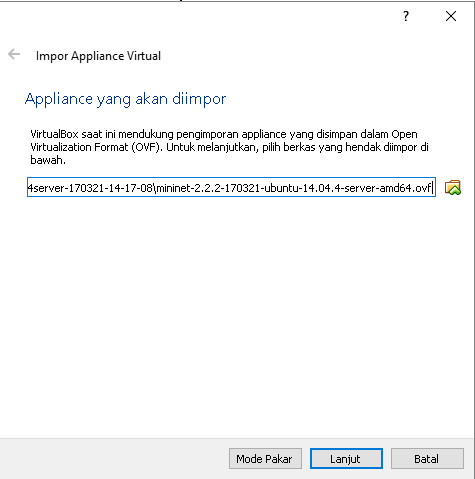 ?
Impor Appliance Virtual
Appliance yang akan diimpor
VirtualBox saat ini mendukung pengimporan appliance yang disimpan dalam Open
Virtualization Format (OVF). Untuk melanjutkan, pilih berkas yang hendak diimpor di
bawah.
4server-170321-14-17-08\mininet-2.2.2-170321-ubuntu-14.04.4-server-amd64.ovf
Mode Pakar Lanjut Batal